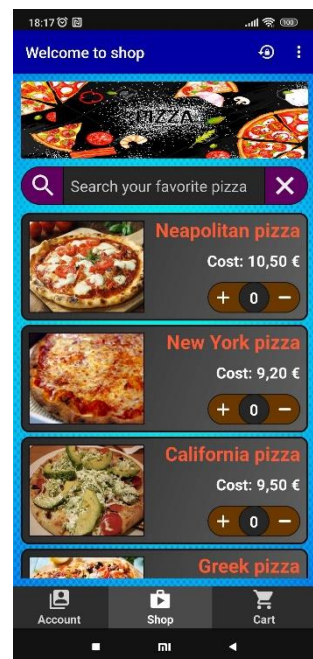 18:17
100
Welcome to shop
PIZZA
Search your favorite pizza
Neapolitan pizza
Cost: 10,50 €
+ 0 −
New York pizza
Cost: 9,20 €
+ 0 −
California pizza
Cost: 9,50 €
+ 0 −
Greek pizza
Account Shop Cart